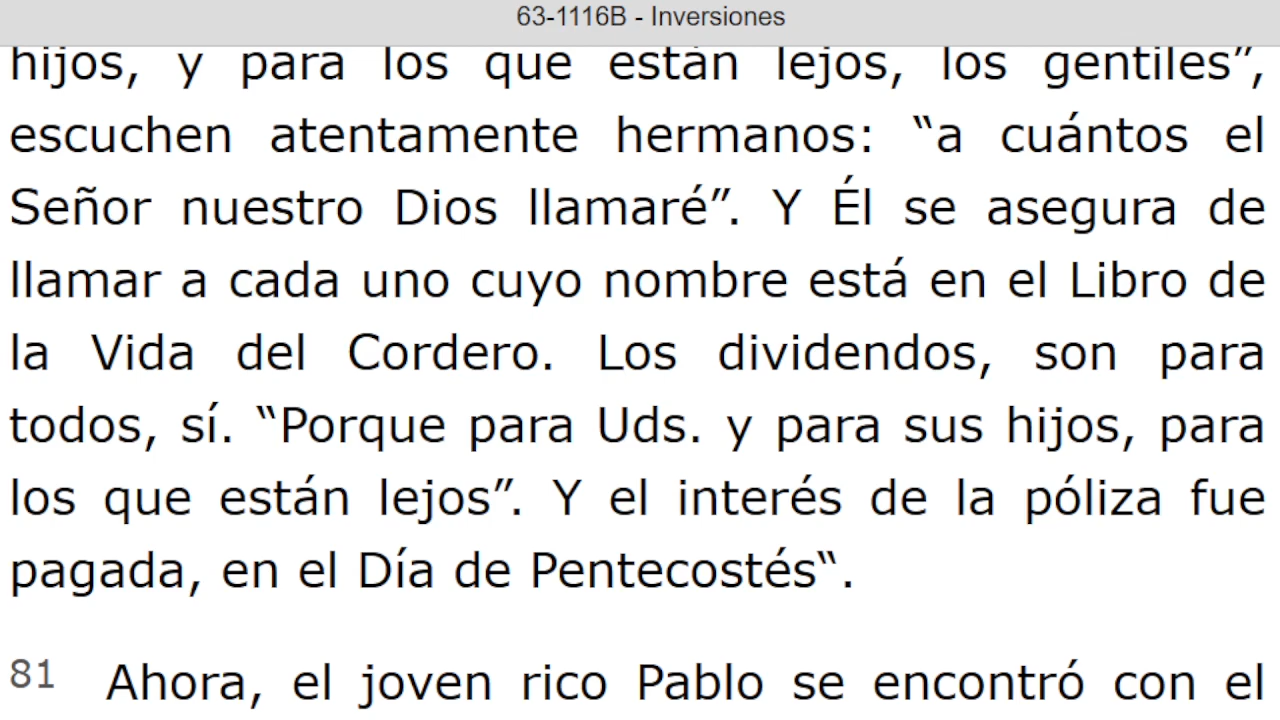 63-1116B - Inversiones
hijos, y para los que están lejos, los gentiles”,
escuchen atentamente hermanos: “a cuántos el
Señor nuestro Dios llamaré”. Y Él se asegura de
llamar a cada uno cuyo nombre está en el Libro de
la Vida del Cordero. Los dividendos, son para
todos, sí. “Porque para Uds. y para sus hijos, para
los que están lejos”. Y el interés de la póliza fue
pagada, en el Día de Pentecostés“.
81 Ahora, el joven rico Pablo se encontró con el